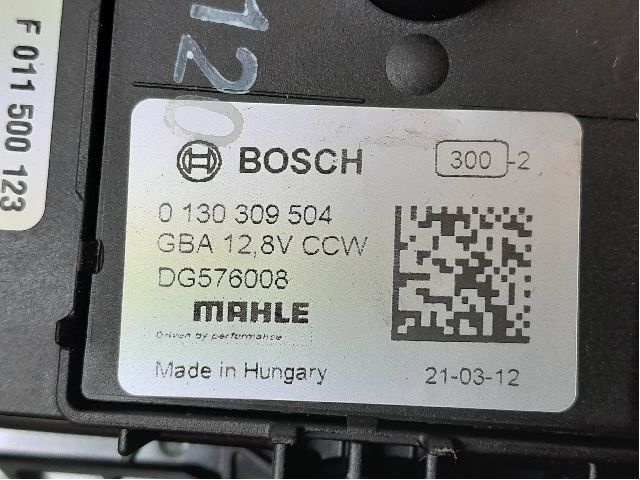 F 011 500 123
120
BOSCH
300 -2
0 130 309 504
GBA 12,8V CCW
DG576008
MAHLE
Driven by performance
Made in Hungary
21-03-12